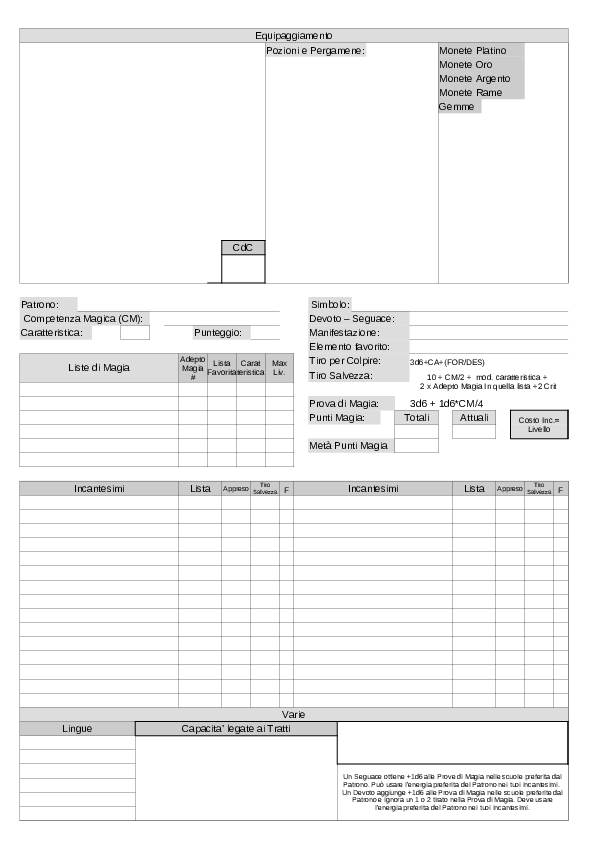 Equipaggiamento
Pozioni e Pergamene:
Monete Platino
Monete Oro
Monete Argento
Monete Rame
Gemme
CdC
Patrono:
Competenza Magica (CM):
Caratteristica:
Punteggio:
Simbolo:
Devoto – Seguace:
Manifestazione:
Elemento favorito:
Tiro per Colpire: 3d6+CA+(FOR/DES)
Tiro Salvezza: 10 + CM/2 + mod. caratteristica +
2 x Adepto Magia In quella lista +2 Crit
Prova di Magia: 3d6 + 1d6*CM/4
Punti Magia: Totali Attuali
Costo Inc.=
Livello
Metà Punti Magia
Liste di Magia
Adepto
Magia
#
Lista
Favorita
Carat
teristica
Max
Liv.
Incantesimi Lista Appreso Tiro
Salvezza F
Incantesimi Lista Appreso Tiro
Salvezza F
Varie
Lingue
Capacita' legate ai Tratti
Un Seguace ottiene +1d6 alle Prove di Magia nelle scuole preferita dal
Patrono. Può usare l'energia preferita del Patrono nei tuoi incantesimi.
Un Devoto aggiunge +1d6 alle Prova di Magia nelle scuole preferite dal
Patrono e ignora un 1 o 2 tirato nella Prova di Magia. Deve usare
l'energia preferita del Patrono nei tuoi incantesimi.